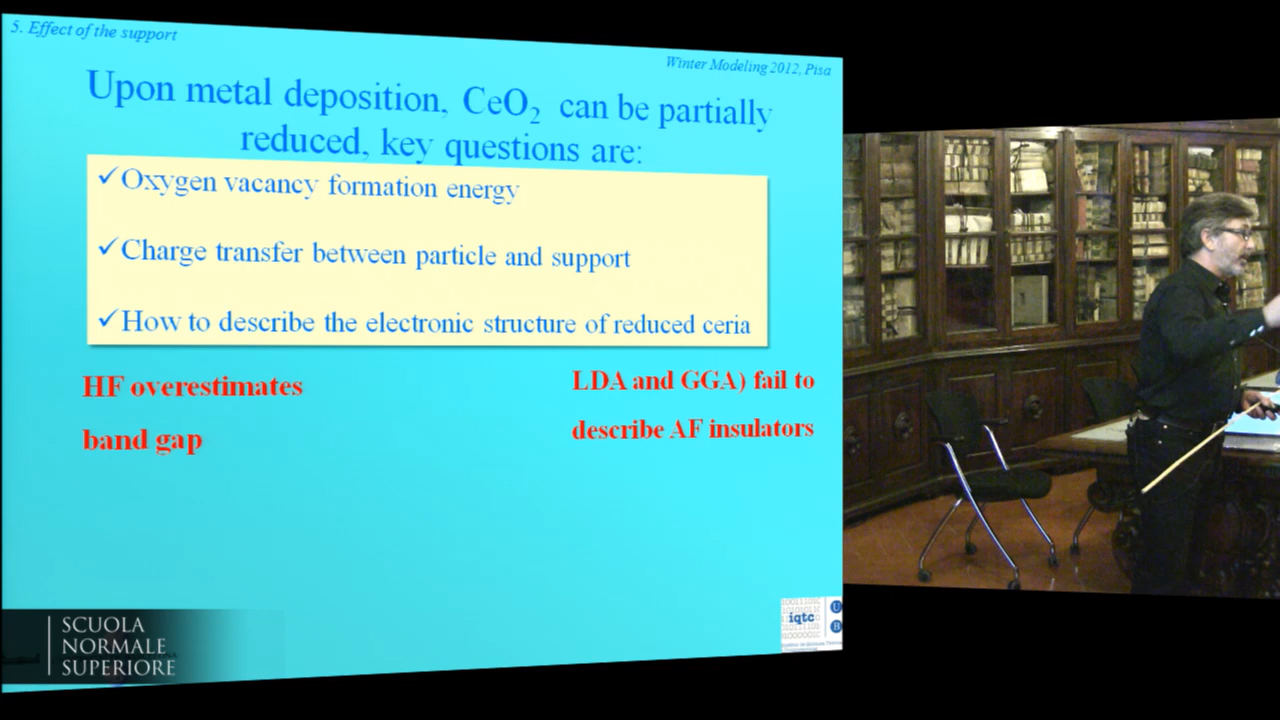 5. Effect of the support
Winter Modeling 2012, Pisa
Upon metal deposition, CeO₂ can be partially
reduced, key questions are:
✓Oxygen vacancy formation energy
✓Charge transfer between particle and support
✓How to describe the electronic structure of reduced ceria
HF overestimates
band gap
LDA and GGA) fail to
describe AF insulators
iqtc
U
B
SCUOLA
NORMALE
SUPERIORE